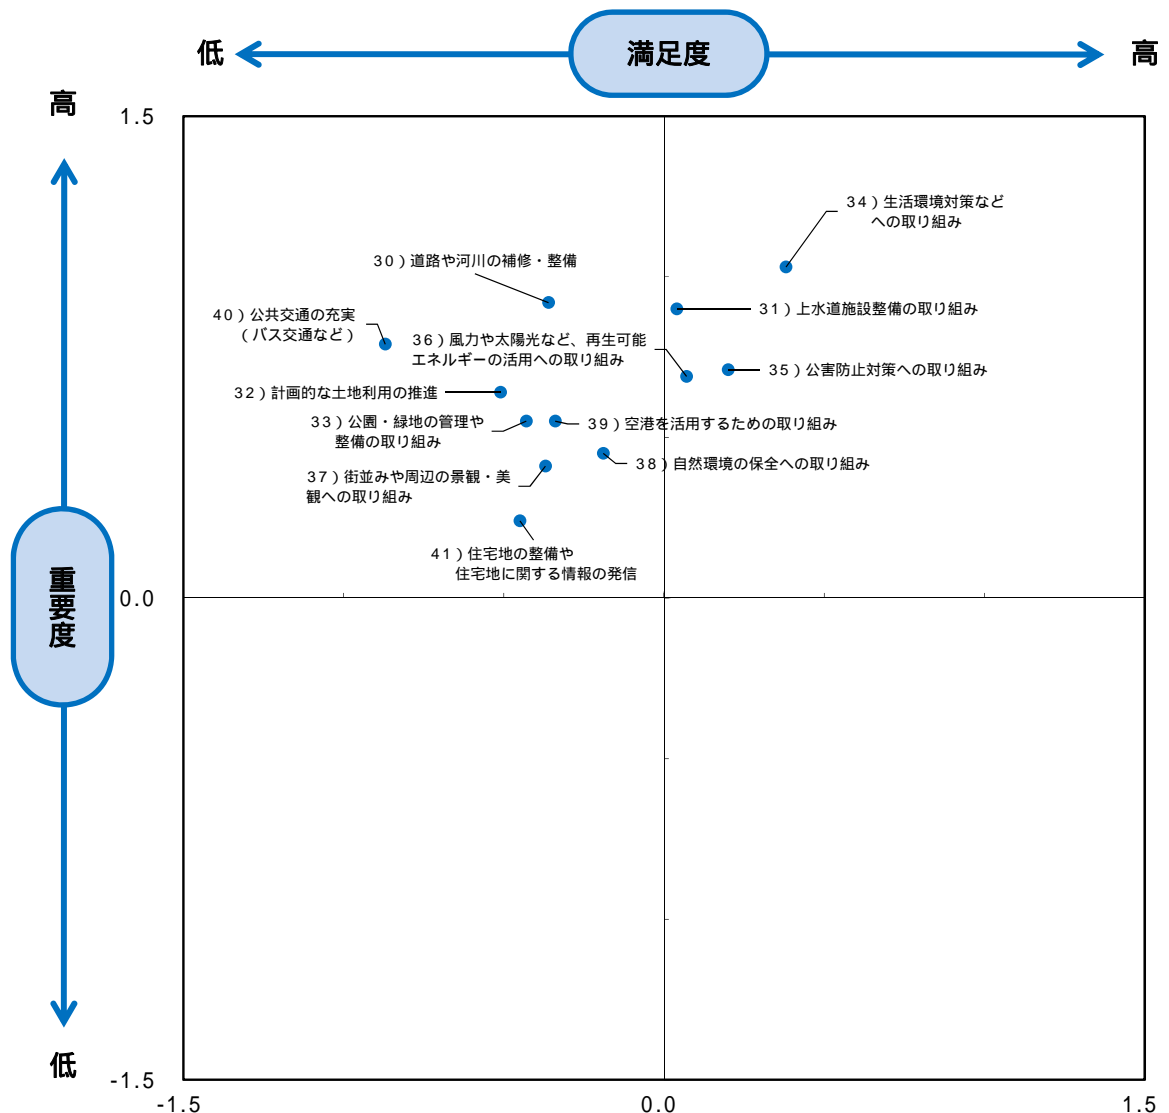 低
満足度
高
高
1.5
34）生活環境対策など
への取り組み
30）道路や河川の補修・整備
31）上水道施設整備の取り組み
40）公共交通の充実
（バス交通など）
36）風力や太陽光など、再生可能
エネルギーの活用への取り組み
35）公害防止対策への取り組み
32）計画的な土地利用の推進
33）公園・緑地の管理や
整備の取り組み
39）空港を活用するための取り組み
38）自然環境の保全への取り組み
37）街並みや周辺の景観・美
観への取り組み
41）住宅地の整備や
住宅地に関する情報の発信
重要度
0.0
低
-1.5
-1.5
0.0
1.5